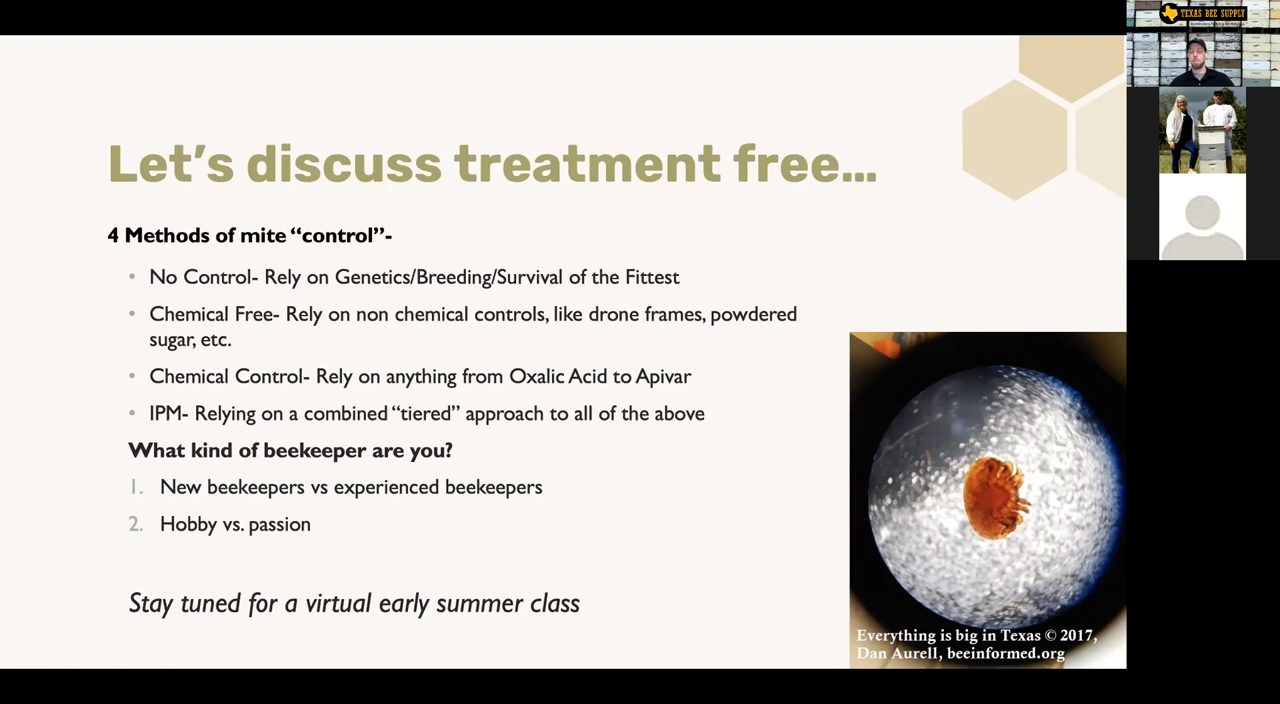 Let's discuss treatment free...
4 Methods of mite “control”-
• No Control- Rely on Genetics/Breeding/Survival of the Fittest
• Chemical Free- Rely on non chemical controls, like drone frames, powdered
sugar, etc.
• Chemical Control- Rely on anything from Oxalic Acid to Apivar
• IPM- Relying on a combined “tiered” approach to all of the above
What kind of beekeeper are you?
1. New beekeepers vs experienced beekeepers
2. Hobby vs. passion
Stay tuned for a virtual early summer class
Everything is big in Texas © 2017,
Dan Aurell, beeinformed.org
TEXAS BEE SUPPLY